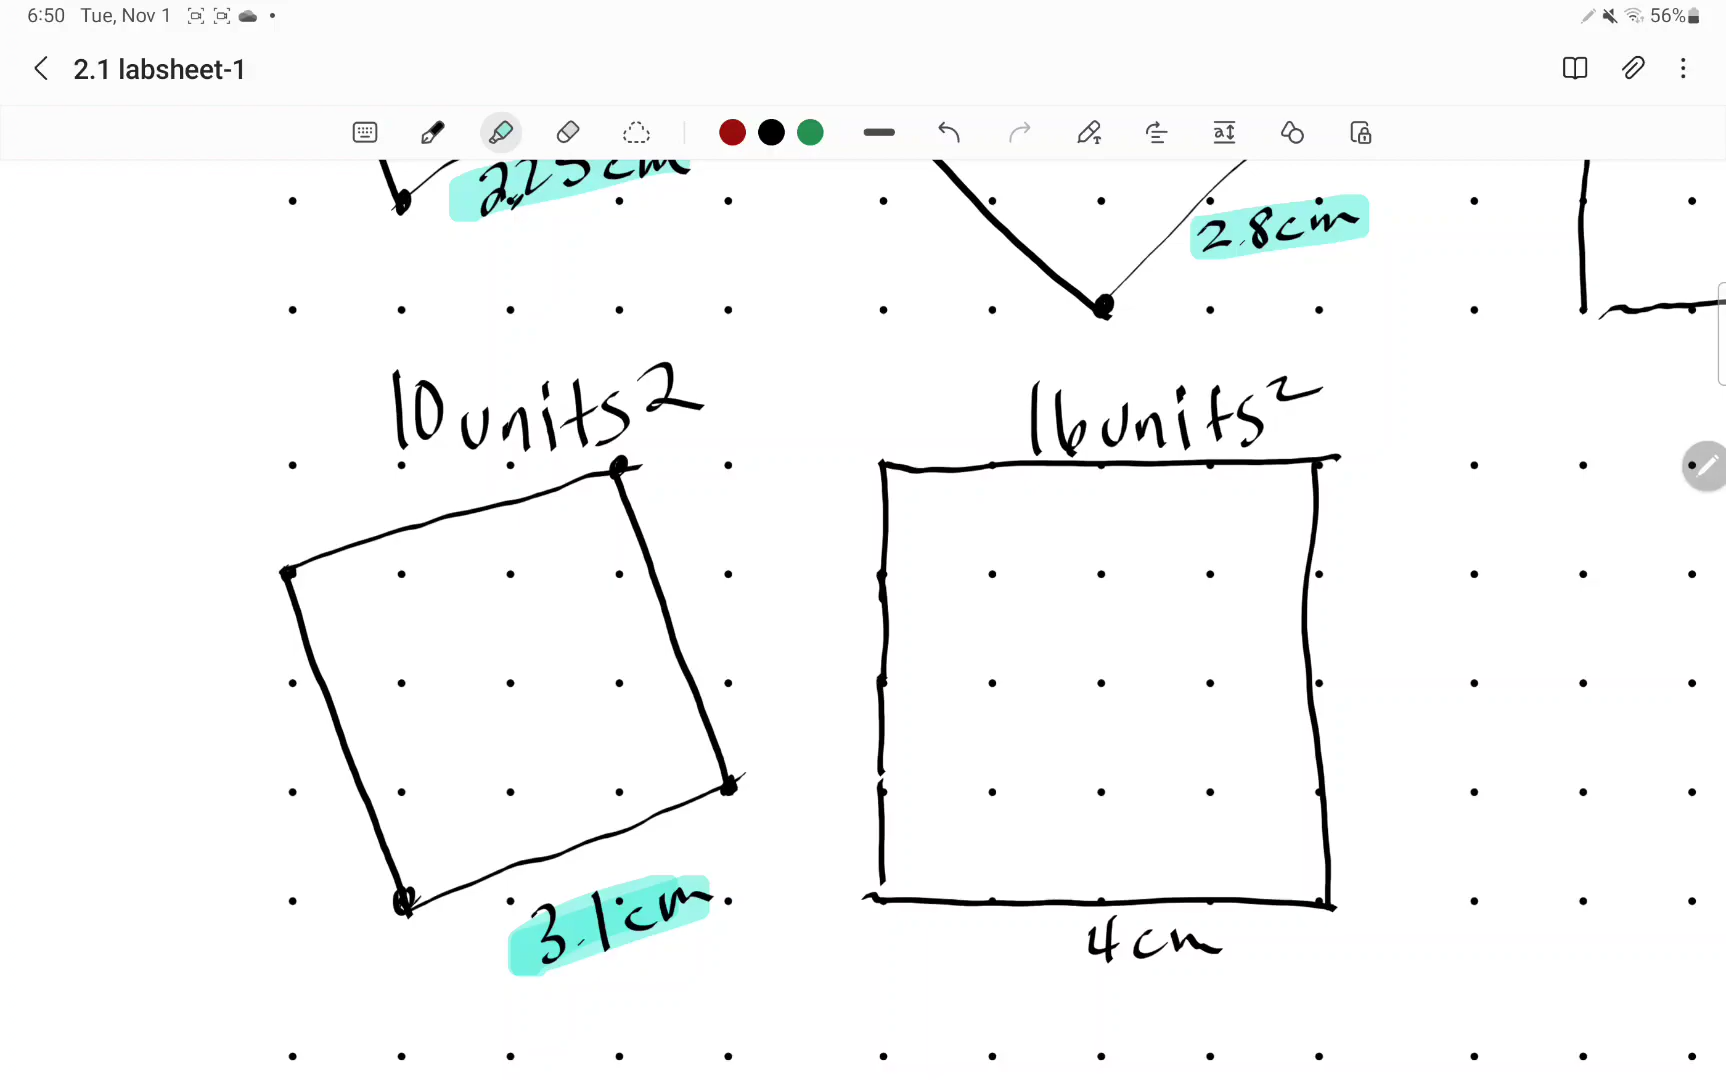 6:50 Tue, Nov 1 56%
2.1 labsheet-1
2.8cm
10units2
16units²
3.1cm
4cm